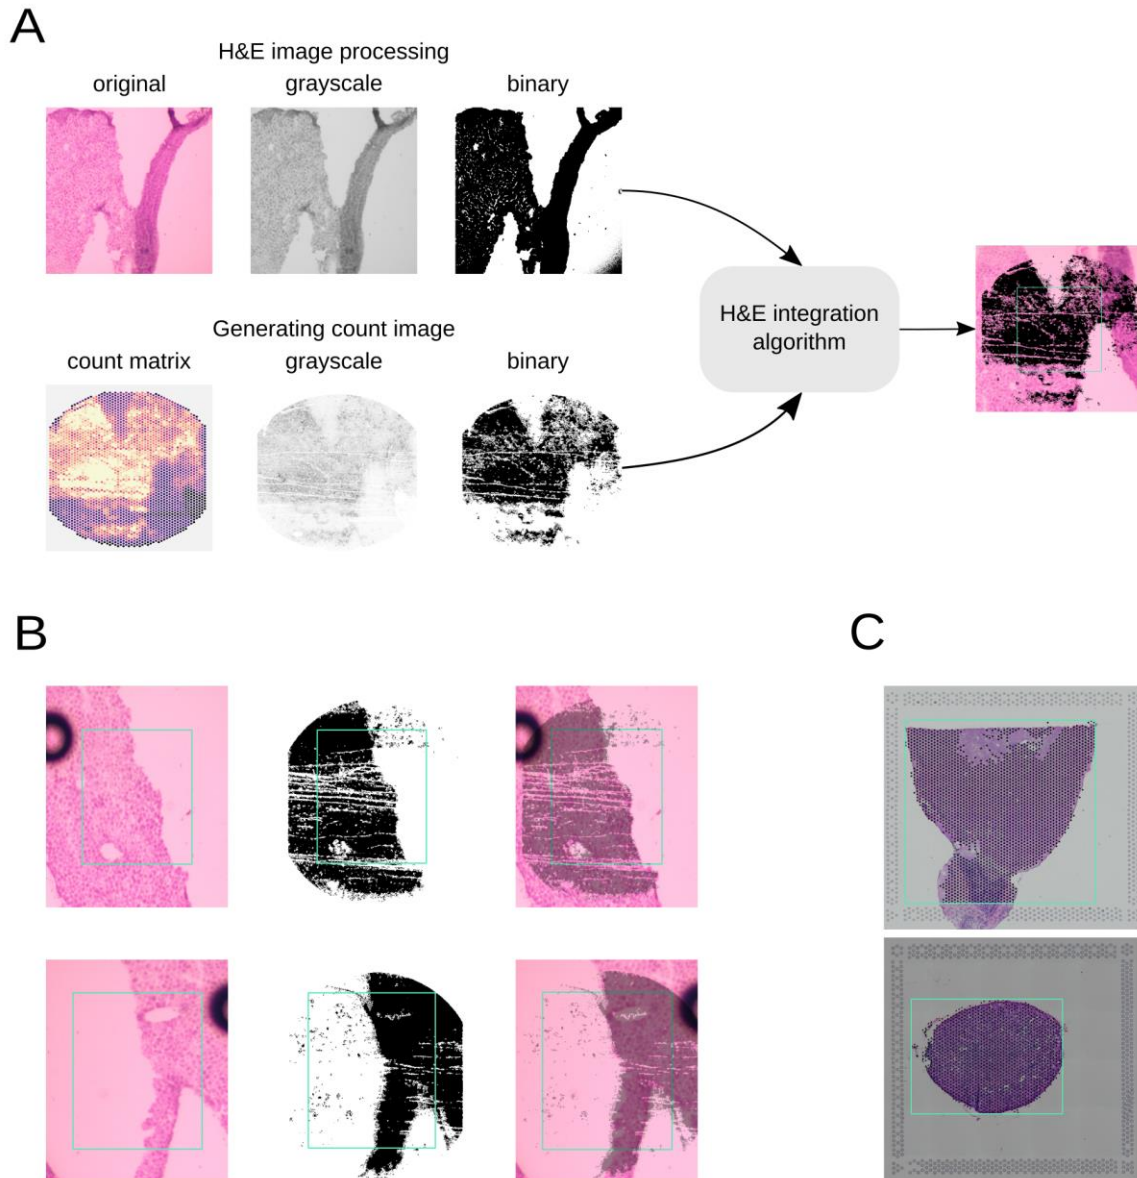 A
H&E image processing
original
grayscale
binary
Generating count image
count matrix
grayscale
binary
H&E integration
algorithm
B
C